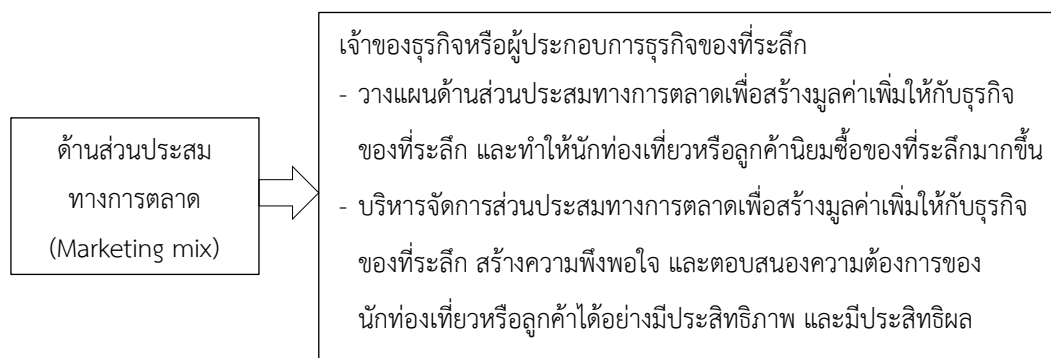 ด้านส่วนประสม
ทางการตลาด
(Marketing mix)
เจ้าของธุรกิจหรือผู้ประกอบการธุรกิจของที่ระลึก
- วางแผนด้านส่วนประสมทางการตลาดเพื่อสร้างมูลค่าเพิ่มให้กับธุรกิจ
ของที่ระลึก และทำให้นักท่องเที่ยวหรือลูกค้านิยมซื้อของที่ระลึกมากขึ้น
- บริหารจัดการส่วนประสมทางการตลาดเพื่อสร้างมูลค่าเพิ่มให้กับธุรกิจ
ของที่ระลึก สร้างความพึงพอใจ และตอบสนองความต้องการของ
นักท่องเที่ยวหรือลูกค้าได้อย่างมีประสิทธิภาพ และมีประสิทธิผล